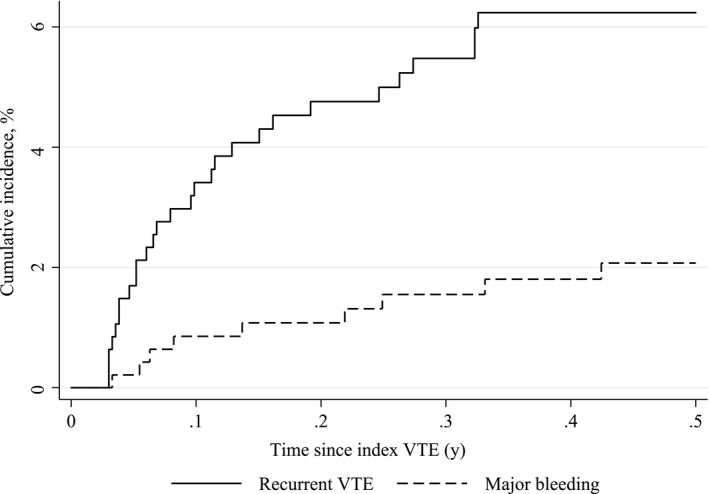 Cumulative incidence, %
6
4
2
0
0 .1 .2 .3 .4 .5
Time since index VTE (y)
Recurrent VTE Major bleeding